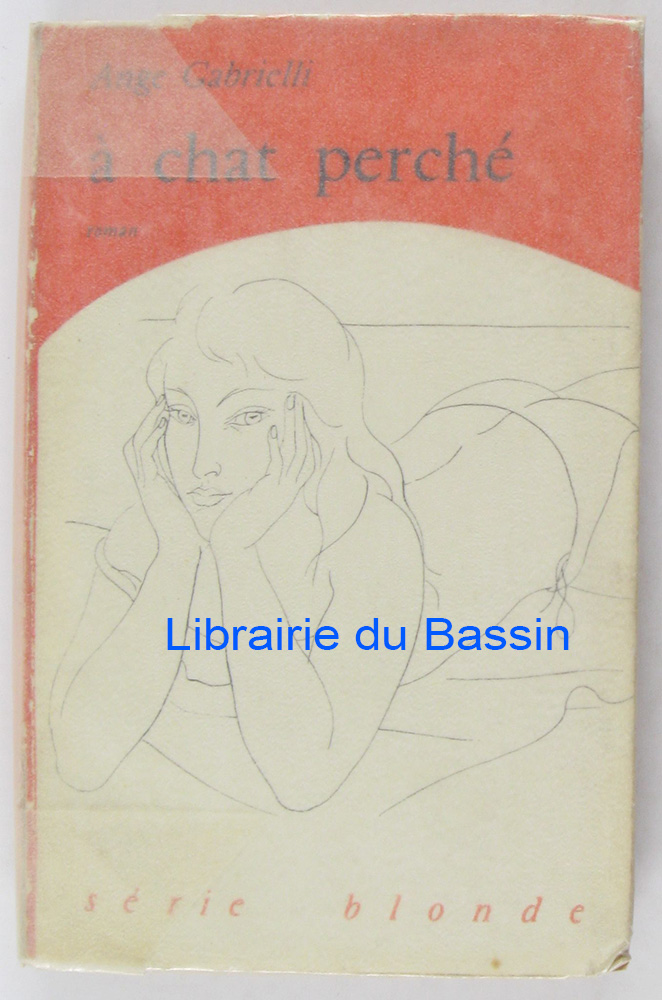 Ange Gabrielli
à chat perché
roman
Librairie du Bassin
série blonde